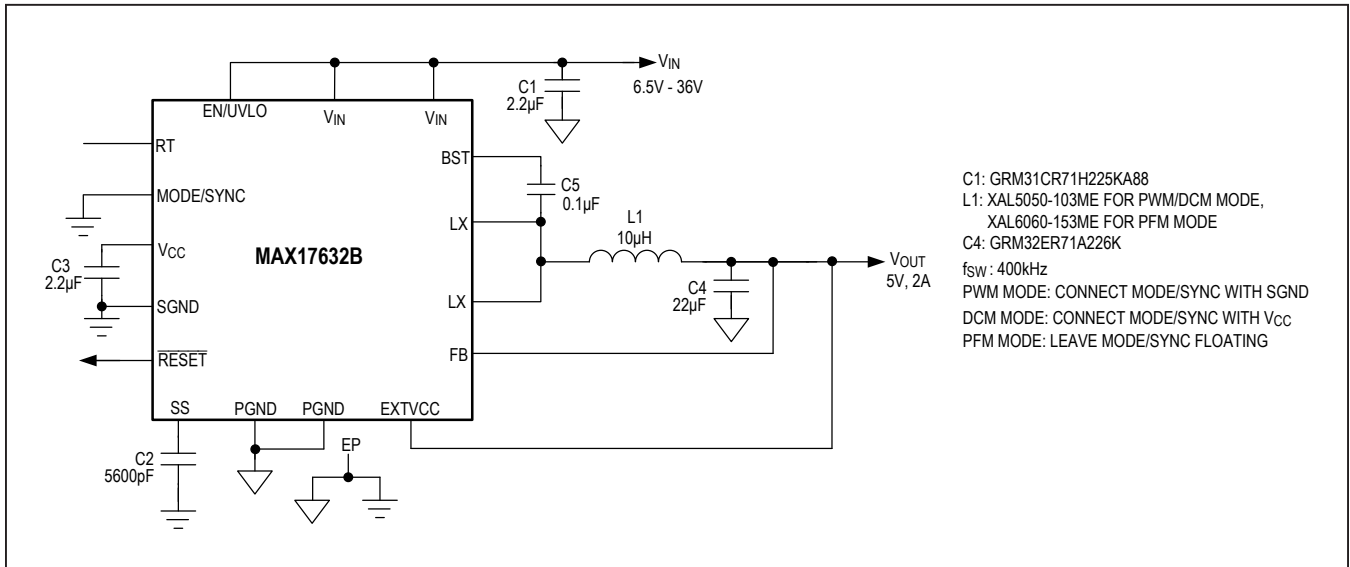 VIN
6.5V - 36V
C1
2.2µF
EN/UVLO
VIN
VIN
RT
BST
MODE/SYNC
C5
0.1µF
LX
VCC
C3
2.2µF
MAX17632B
L1
10µH
VOUT
5V, 2A
C4
22µF
LX
SGND
RESET
FB
SS
PGND
PGND
EXTVCC
EP
C2
5600pF
C1: GRM31CR71H225KA88
L1: XAL5050-103ME FOR PWM/DCM MODE,
XAL6060-153ME FOR PFM MODE
C4: GRM32ER71A226K
fSW : 400kHz
PWM MODE: CONNECT MODE/SYNC WITH SGND
DCM MODE: CONNECT MODE/SYNC WITH VCC
PFM MODE: LEAVE MODE/SYNC FLOATING